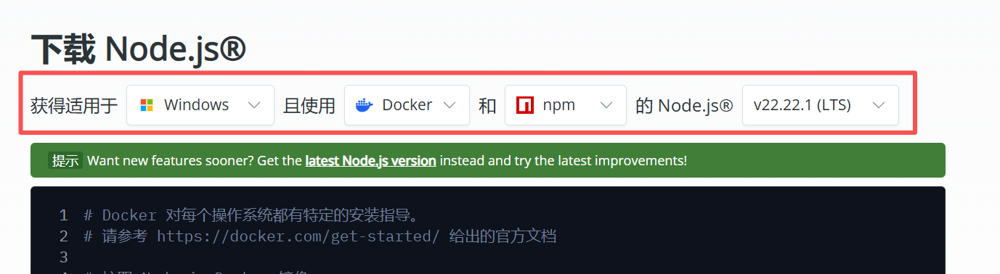 下载 Node.js®
获得适用于 Windows 且使用 Docker 和 npm 的 Node.js® v22.22.1 (LTS)
提示 Want new features sooner? Get the latest Node.js version instead and try the latest improvements!
1 # Docker 对每个操作系统都有特定的安装指导。
2 # 请参考 https://docker.com/get-started/ 给出的官方文档
3